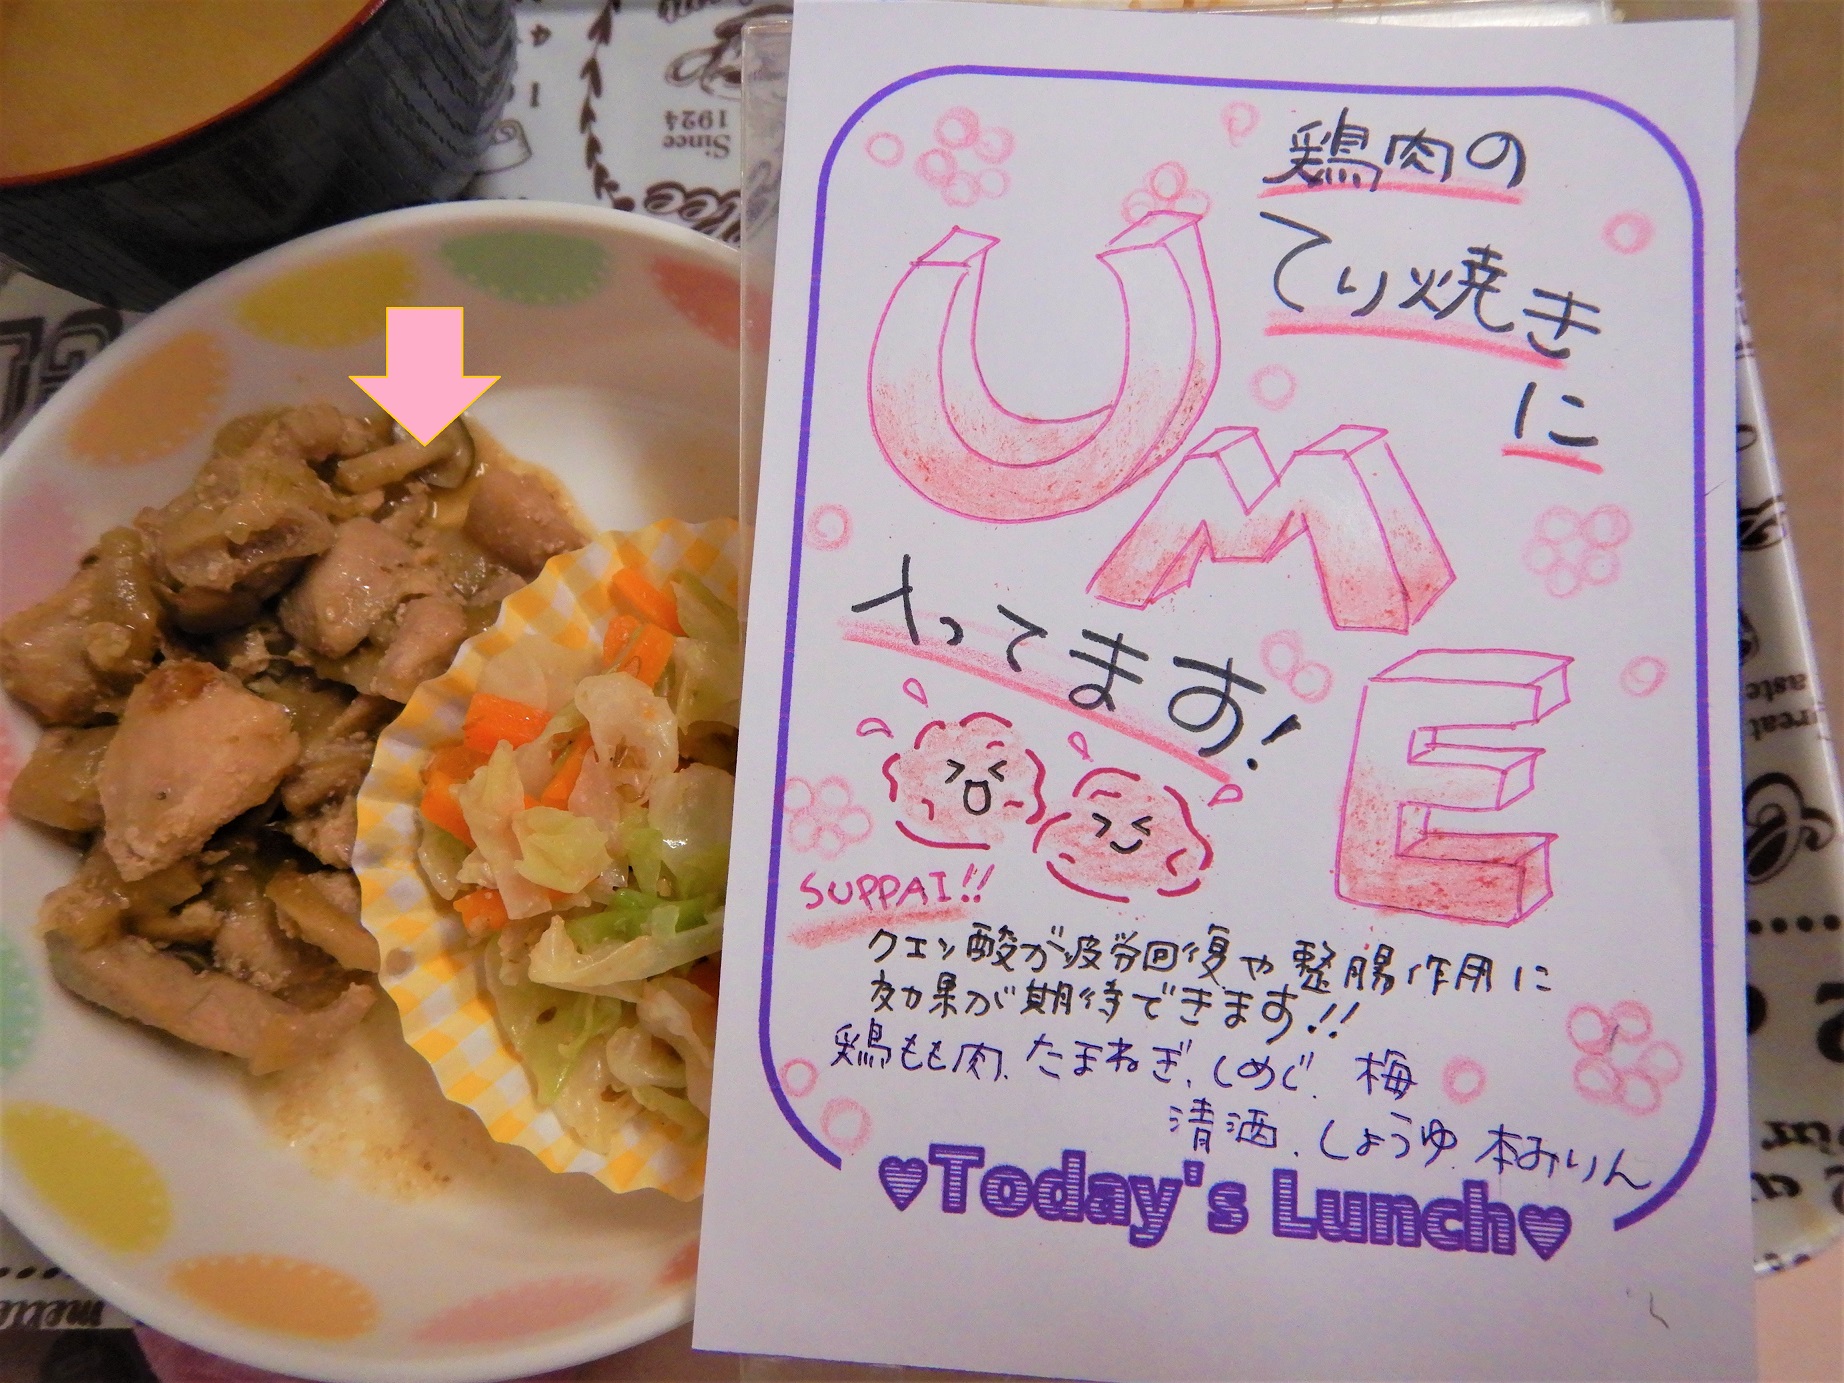 鶏肉の
てり焼きに
UME
入ってます!
SUPPAI!!
クエン酸が疲労回復や整腸作用に
効果が期待できます!!
鶏もも肉、たまねぎ、しめじ、梅
清酒、しょうゆ、本みりん
♥Today's Lunch♥
Since
1924